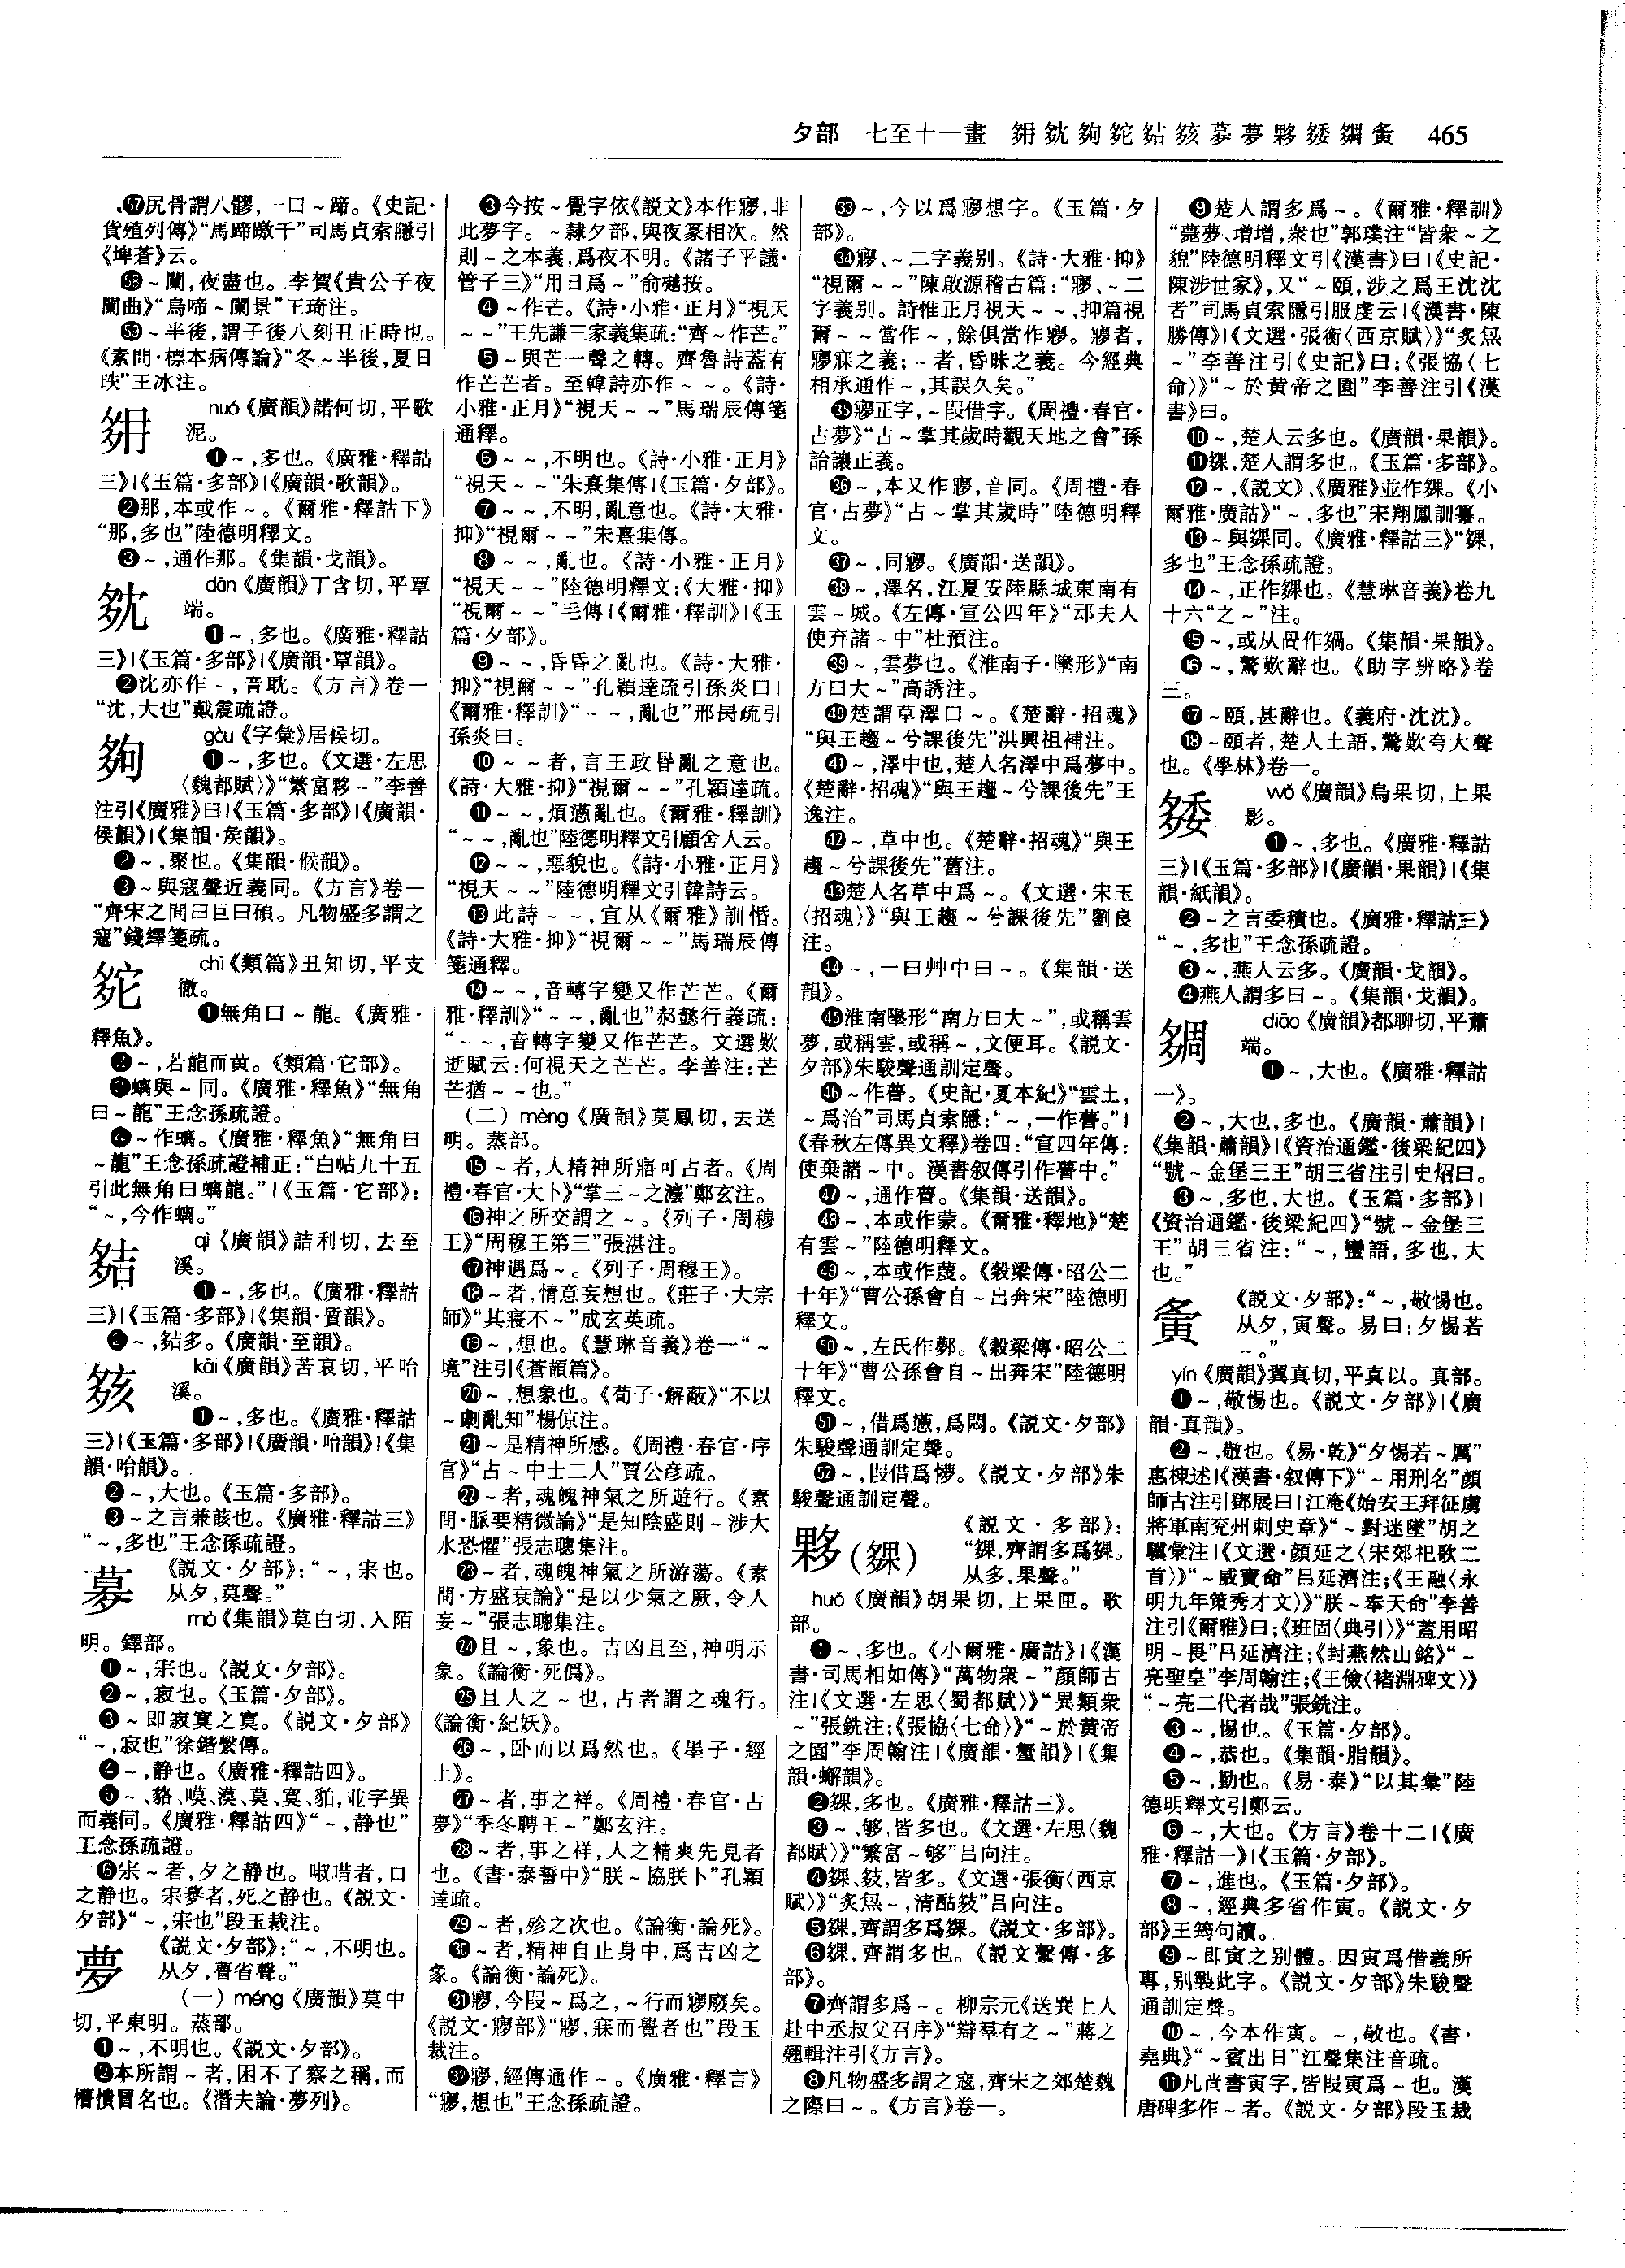 夕部 七至十一畫 㚌㚊夠𡖶𡖟㚊㝱夢夥㚌𡖺夤 465
㊼尻骨謂八髎,一曰~蹄。《史記·
貨殖列傳》“馬蹄躈千”司馬貞索隱引
《埤蒼》云。
~闌,夜盡也。李賀《貴公子夜
闌曲》“烏啼~闌景”王琦注。
~半後,謂子後八刻丑正時也。
《素問·標本病傳論》“冬~半後,夏日
昳”王冰注。
nuó《廣韻》諾何切,平歌
泥。
❶~,多也。《廣雅·釋詁
三》|《玉篇·多部》|《廣韻·歌韻》。
❷那,本或作~。《爾雅·釋詁下》
“那,多也”陸德明釋文。
❸~,通作那。《集韻·戈韻》。
dān《廣韻》丁含切,平覃
端。
❶~,多也。《廣雅·釋詁
三》|《玉篇·多部》|《廣韻·覃韻》。
❷沈亦作~,音耽。《方言》卷一
“沈,大也”戴震疏證。
夠
gòu《字彙》居候切。
❶~,多也。《文選·左思
〈魏都賦〉》“繁富夥~”李善
注引《廣雅》曰|《玉篇·多部》|《廣韻·
侯韻》|《集韻·矦韻》。
❷~,聚也。《集韻·㑋韻》。
❸~與寇聲近義同。《方言》卷一
“齊宋之間曰巨曰碩。凡物盛多謂之
寇”錢繹箋疏。
chī《類篇》丑知切,平支
徹。
❶無角曰~龍。《廣雅·
釋魚》。
❷~,若龍而黄。《類篇·它部》。
❸螭與~同。《廣雅·釋魚》“無角
曰~龍”王念孫疏證。
❹~作螭。《廣雅·釋魚》“無角曰
~龍”王念孫疏證補正:“白帖九十五
引此無角曰螭龍。”|《玉篇·它部》:
“~,今作螭。”
qì《廣韻》詰利切,去至
溪。
❶~,多也。《廣雅·釋詁
三》|《玉篇·多部》|《集韻·質韻》。
❷~,㚌多。《廣韻·至韻》。
kāi《廣韻》苦哀切,平咍
溪。
❶~,多也。《廣雅·釋詁
三》|《玉篇·多部》|《廣韻·咍韻》|《集
韻·咍韻》。
❷~,大也。《玉篇·多部》。
❸~之言兼該也。《廣雅·釋詁三》
“~,多也”王念孫疏證。
《説文·夕部》:“~,宋也。
从夕,莫聲。”
mò《集韻》莫白切,入陌
明。鐸部。
❶~,宋也。《説文·夕部》。
❷~,寂也。《玉篇·夕部》。
❸~即寂寞之寞。《説文·夕部》
“~,寂也”徐鍇繫傳。
❹~,静也。《廣雅·釋詁四》。
❺~、貉、嗼、漠、莫、寞、貃,並字異
而義同。《廣雅·釋詁四》“~,静也”
王念孫疏證。
❻宋~者,夕之静也。啾嗼者,口
之静也。宋㱳者,死之静也。《説文·
夕部》“~,宋也”段玉裁注。
夢
《説文·夕部》:“~,不明也。
从夕,瞢省聲。”
(一) méng《廣韻》莫中
切,平東明。蒸部。
❶~,不明也。《説文·夕部》。
❷本所謂~者,困不了察之稱,而
懵憒冒名也。《潛夫論·夢列》。
❸今按~覺字依《説文》本作㝱,非
此夢字。~隸夕部,與夜篆相次。然
則~之本義,爲夜不明。《諸子平議·
管子三》“用日爲~”俞樾按。
❹~作芒。《詩·小雅·正月》“視天
~~”王先謙三家義集疏:“齊~作芒。”
❺~與芒一聲之轉。齊魯詩蓋有
作芒芒者。至韓詩亦作~~。《詩·
小雅·正月》“視天~~”馬瑞辰傳箋
通釋。
❻~~,不明也。《詩·小雅·正月》
“視天~~”朱熹集傳|《玉篇·夕部》。
❼~~,不明,亂意也。《詩·大雅·
抑》“視爾~~”朱熹集傳。
❽~~,亂也。《詩·小雅·正月》
“視天~~”陸德明釋文;《大雅·抑》
“視爾~~”毛傳|《爾雅·釋訓》|《玉
篇·夕部》。
❾~~,昏昏之亂也。《詩·大雅·
抑》“視爾~~”孔穎達疏引孫炎曰|
《爾雅·釋訓》“~~,亂也”邢昺疏引
孫炎曰。
❿~~者,言王政昏亂之意也。
《詩·大雅·抑》“視爾~~”孔穎達疏。
⓫~~,煩懣亂也。《爾雅·釋訓》
“~~,亂也”陸德明釋文引顧舍人云。
⓬~~,惡貌也。《詩·小雅·正月》
“視天~~”陸德明釋文引韓詩云。
⓭此詩~~,宜从《爾雅》訓惛。
《詩·大雅·抑》“視爾~~”馬瑞辰傳
箋通釋。
⓮~~,音轉字變又作芒芒。《爾
雅·釋訓》“~~,亂也”郝懿行義疏:
“~~,音轉字變又作芒芒。文選歎
逝賦云:何視天之芒芒。李善注:芒
芒猶~~也。”
(二) mèng《廣韻》莫鳳切,去送
明。蒸部。
⓯~者,人精神所寤可占者。《周
禮·春官·大卜》“掌三~之灋”鄭玄注。
⓰神之所交謂之~。《列子·周穆
王》“周穆王第三”張湛注。
⓱神遇爲~。《列子·周穆王》。
⓲~者,情意妄想也。《莊子·大宗
師》“其寢不~”成玄英疏。
⓳~,想也。《慧琳音義》卷一“~
境”注引《蒼頡篇》。
⓴~,想象也。《荀子·解蔽》“不以
~劇亂知”楊倞注。
㉑~是精神所感。《周禮·春官·序
官》“占~中士二人”賈公彦疏。
㉒~者,魂魄神氣之所遊行。《素
問·脈要精微論》“是知陰盛則~涉大
水恐懼”張志聰集注。
㉓~者,魂魄神氣之所游蕩。《素
問·方盛衰論》“是以少氣之厥,令人
妄~”張志聰集注。
㉔且~,象也。吉凶且至,神明示
象。《論衡·死僞》。
㉕且人之~也,占者謂之魂行。
《論衡·紀妖》。
㉖~,卧而以爲然也。《墨子·經
上》。
㉗~者,事之祥。《周禮·春官·占
夢》“季冬聘王~”鄭玄注。
㉘~者,事之祥,人之精爽先見者
也。《書·泰誓中》“朕~協朕卜”孔穎
達疏。
㉙~者,殄之次也。《論衡·論死》。
㉚~者,精神自止身中,爲吉凶之
象。《論衡·論死》。
㉛㝱,今叚~爲之,~行而㝱廢矣。
《説文·㝱部》“㝱,寐而覺者也”段玉
裁注。
㉜㝱,經傳通作~。《廣雅·釋言》
“㝱,想也”王念孫疏證。
㉝~,今以爲㝱想字。《玉篇·夕
部》。
㉞㝱、~二字義别。《詩·大雅·抑》
“視爾~~”陳啟源稽古篇:“㝱、~二
字義别。詩惟正月視天~~,抑篇視
爾~~當作~,餘俱當作㝱。㝱者,
㝱寐之義;~者,昏昧之義。今經典
相承通作~,其誤久矣。”
㉟㝱正字,~叚借字。《周禮·春官·
占夢》“占~掌其歲時觀天地之會”孫
詒讓正義。
㊱~,本又作㝱,音同。《周禮·春
官·占夢》“占~掌其歲時”陸德明釋
文。
㊲~,同㝱。《廣韻·送韻》。
㊳~,澤名,江夏安陸縣城東南有
雲~城。《左傳·宣公四年》“邧夫人
使弃諸~中”杜預注。
㊴~,雲夢也。《淮南子·墬形》“南
方曰大~”高誘注。
㊵楚謂草澤曰~。《楚辭·招魂》
“與王趨~兮課後先”洪興祖補注。
㊶~,澤中也,楚人名澤中爲夢中。
《楚辭·招魂》“與王趨~兮課後先”王
逸注。
㊷~,草中也。《楚辭·招魂》“與王
趨~兮課後先”舊注。
㊸楚人名草中爲~。《文選·宋玉
〈招魂〉》“與王趨~兮課後先”劉良
注。
㊹~,一曰艸中曰~。《集韻·送
韻》。
㊺淮南墬形“南方曰大~”,或稱雲
夢,或稱雲,或稱~,文便耳。《説文·
夕部》朱駿聲通訓定聲。
㊻~作瞢。《史記·夏本紀》“雲土,
~爲治”司馬貞索隱:“~,一作瞢。”|
《春秋左傳異文釋》卷四:“宣四年傳:
使棄諸~中。漢書叙傳引作瞢中。”
㊼~,通作瞢。《集韻·送韻》。
㊽~,本或作蒙。《爾雅·釋地》“楚
有雲~”陸德明釋文。
㊾~,本或作蔑。《穀梁傳·昭公二
十年》“曹公孫會自~出奔宋”陸德明
釋文。
㊿~,左氏作鄸。《穀梁傳·昭公二
十年》“曹公孫會自~出奔宋”陸德明
釋文。
~,借爲懣,爲悶。《説文·夕部》
朱駿聲通訓定聲。
~,叚借爲懜。《説文·夕部》朱
駿聲通訓定聲。
夥(𡖿)
《説文·多部》:
“𡖿,齊謂多爲𡖿。
从多,果聲。”
huǒ《廣韻》胡果切,上果匣。歌
部。
❶~,多也。《小爾雅·廣詁》|《漢
書·司馬相如傳》“萬物衆~”顔師古
注|《文選·左思〈蜀都賦〉》“異類衆
~”張銑注;《張協〈七命〉》“~於黄帝
之園”李周翰注|《廣韻·蟹韻》|《集
韻·蠏韻》。
❷𡖿,多也。《廣雅·釋詁三》。
❸~、够,皆多也。《文選·左思〈魏
都賦〉》“繁富~够”吕向注。
❹𡖿、㩼,皆多。《文選·張衡〈西京
賦〉》“炙炰~,清酤㩼”吕向注。
❺𡖿,齊謂多爲𡖿。《説文·多部》。
❻𡖿,齊謂多也。《説文繫傳·多
部》。
❼齊謂多爲~。柳宗元《送巽上人
赴中丞叔父召序》“辯羣有之~”蔣之
翹輯注引《方言》。
❽凡物盛多謂之寇,齊宋之郊楚魏
之際曰~。《方言》卷一。
❾楚人謂多爲~。《爾雅·釋訓》
“薨薨、增增,衆也”郭璞注“皆衆~之
貌”陸德明釋文引《漢書》曰|《史記·
陳涉世家》,又“~頤,涉之爲王沈沈
者”司馬貞索隱引服虔云|《漢書·陳
勝傳》|《文選·張衡〈西京賦〉》“炙炰
~”李善注引《史記》曰;《張協〈七
命〉》“~於黄帝之園”李善注引《漢
書》曰。
❿~,楚人云多也。《廣韻·果韻》。
⓫𡖿,楚人謂多也。《玉篇·多部》。
⓬~,《説文》、《廣雅》並作𡖿。《小
爾雅·廣詁》“~,多也”宋翔鳳訓纂。
⓭~與𡖿同。《廣雅·釋詁三》“𡖿,
多也”王念孫疏證。
⓮~,正作𡖿也。《慧琳音義》卷九
十六“之~”注。
⓯~,或从咼作㗻。《集韻·果韻》。
⓰~,驚歎辭也。《助字辨略》卷
三。
⓱~頤,甚辭也。《義府·沈沈》。
⓲~頤者,楚人土語,驚歎夸大聲
也。《學林》卷一。
wǒ《廣韻》烏果切,上果
影。
❶~,多也。《廣雅·釋詁
三》|《玉篇·多部》|《廣韻·果韻》|《集
韻·紙韻》。
❷~之言委積也。《廣雅·釋詁三》
“~,多也”王念孫疏證。
❸~,燕人云多。《廣韻·戈韻》。
❹燕人謂多曰~。《集韻·戈韻》。
diāo《廣韻》都聊切,平蕭
端。
❶~,大也。《廣雅·釋詁
一》。
❷~,大也,多也。《廣韻·蕭韻》|
《集韻·蕭韻》|《資治通鑑·後梁紀四》
“號~金堡三王”胡三省注引史炤曰。
❸~,多也,大也。《玉篇·多部》|
《資治通鑑·後梁紀四》“號~金堡三
王”胡三省注:“~,蠻語,多也,大
也。”
夤
《説文·夕部》:“~,敬惕也。
从夕,寅聲。易曰:夕惕若
~。”
yín《廣韻》翼真切,平真以。真部。
❶~,敬惕也。《説文·夕部》|《廣
韻·真韻》。
❷~,敬也。《易·乾》“夕惕若~厲”
惠棟述|《漢書·叙傳下》“~用刑名”顔
師古注引鄧展曰|江淹《始安王拜征虜
將軍南兖州刺史章》“~對迷墜”胡之
驥彙注|《文選·顔延之〈宋郊祀歌二
首〉》“~威寶命”吕延濟注;《王融〈永
明九年策秀才文〉》“朕~奉天命”李善
注引《爾雅》曰;《班固〈典引〉》“蓋用昭
明~畏”吕延濟注;《封燕然山銘》“~
亮聖皇”李周翰注;《王儉〈褚淵碑文〉》
“~亮二代者哉”張銑注。
❸~,惕也。《玉篇·夕部》。
❹~,恭也。《集韻·脂韻》。
❺~,勤也。《易·泰》“以其彙”陸
德明釋文引鄭云。
❻~,大也。《方言》卷十二|《廣
雅·釋詁一》|《玉篇·夕部》。
❼~,進也。《玉篇·夕部》。
❽~,經典多省作寅。《説文·夕
部》王筠句讀。
❾~即寅之别體。因寅爲借義所
專,别製此字。《説文·夕部》朱駿聲
通訓定聲。
❿~,今本作寅。~,敬也。《書·
堯典》“~賓出日”江聲集注音疏。
⓫凡尚書寅字,皆叚寅爲~也。漢
唐碑多作~者。《説文·夕部》段玉裁